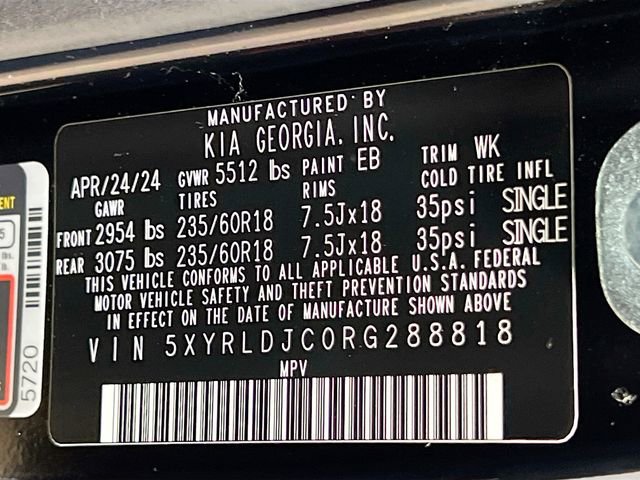 MANUFACTURED BY
KIA GEORGIA, INC.
APR/24/24 GVWR 5512 lbs PAINT EB TRIM WK
GAWR TIRES RIMS COLD TIRE INFL
FRONT 2954 lbs 235/60R18 7.5Jx18 35psi SINGLE
REAR 3075 lbs 235/60R18 7.5Jx18 35psi SINGLE
THIS VEHICLE CONFORMS TO ALL APPLICABLE U.S.A. FEDERAL
MOTOR VEHICLE SAFETY AND THEFT PREVENTION STANDARDS
IN EFFECT ON THE DATE OF MANUFACTURE SHOWN ABOVE
VIN 5XYRLDJC0RG288818
MPV
5720